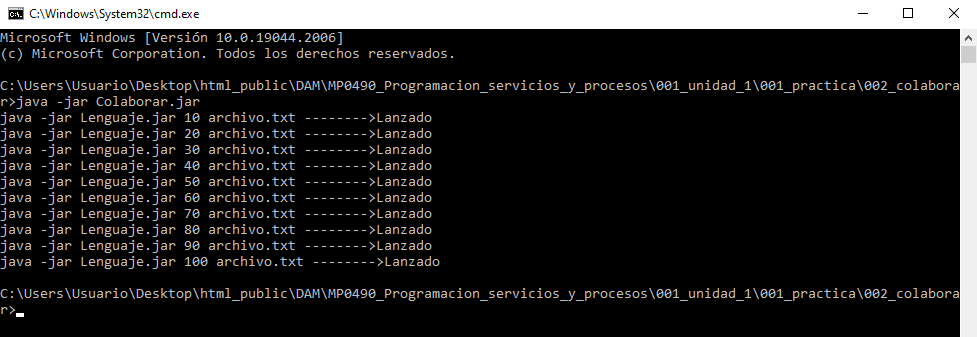 C:\Windows\System32\cmd.exe
Microsoft Windows [Versión 10.0.19044.2006]
(c) Microsoft Corporation. Todos los derechos reservados.
C:\Users\Usuario\Desktop\html_public\DAM\MP0490_Programacion_servicios_y_procesos\001_unidad_1\001_practica\002_colabora
r>java -jar Colaborar.jar
java -jar Lenguaje.jar 10 archivo.txt -------->Lanzado
java -jar Lenguaje.jar 20 archivo.txt -------->Lanzado
java -jar Lenguaje.jar 30 archivo.txt -------->Lanzado
java -jar Lenguaje.jar 40 archivo.txt -------->Lanzado
java -jar Lenguaje.jar 50 archivo.txt -------->Lanzado
java -jar Lenguaje.jar 60 archivo.txt -------->Lanzado
java -jar Lenguaje.jar 70 archivo.txt -------->Lanzado
java -jar Lenguaje.jar 80 archivo.txt -------->Lanzado
java -jar Lenguaje.jar 90 archivo.txt -------->Lanzado
java -jar Lenguaje.jar 100 archivo.txt -------->Lanzado
C:\Users\Usuario\Desktop\html_public\DAM\MP0490_Programacion_servicios_y_procesos\001_unidad_1\001_practica\002_colabora
r>